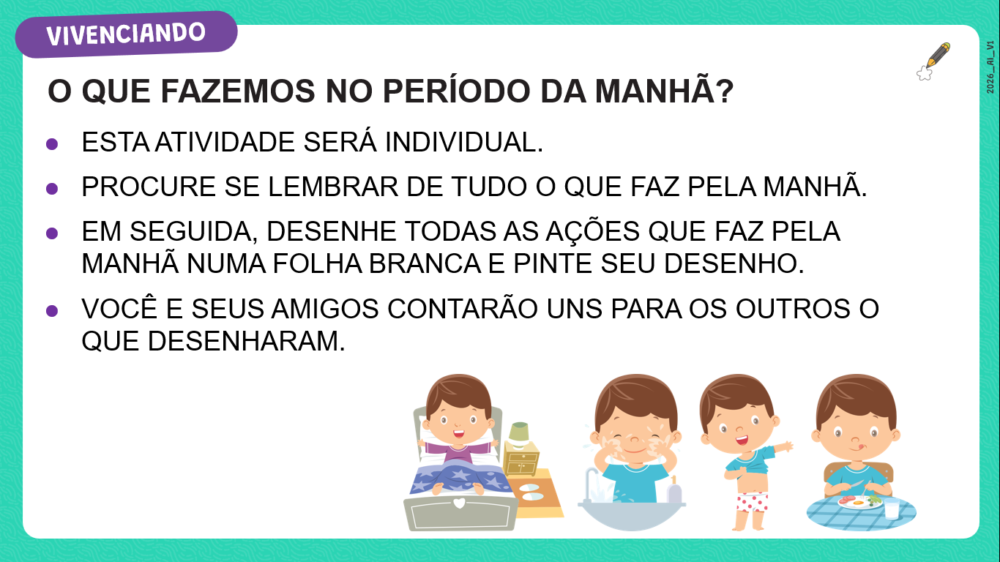 VIVENCIANDO
2026_AI_V1
O QUE FAZEMOS NO PERÍODO DA MANHÃ?
ESTA ATIVIDADE SERÁ INDIVIDUAL.
PROCURE SE LEMBRAR DE TUDO O QUE FAZ PELA MANHÃ.
EM SEGUIDA, DESENHE TODAS AS AÇÕES QUE FAZ PELA
MANHÃ NUMA FOLHA BRANCA E PINTE SEU DESENHO.
VOCÊ E SEUS AMIGOS CONTARÃO UNS PARA OS OUTROS O
QUE DESENHARAM.